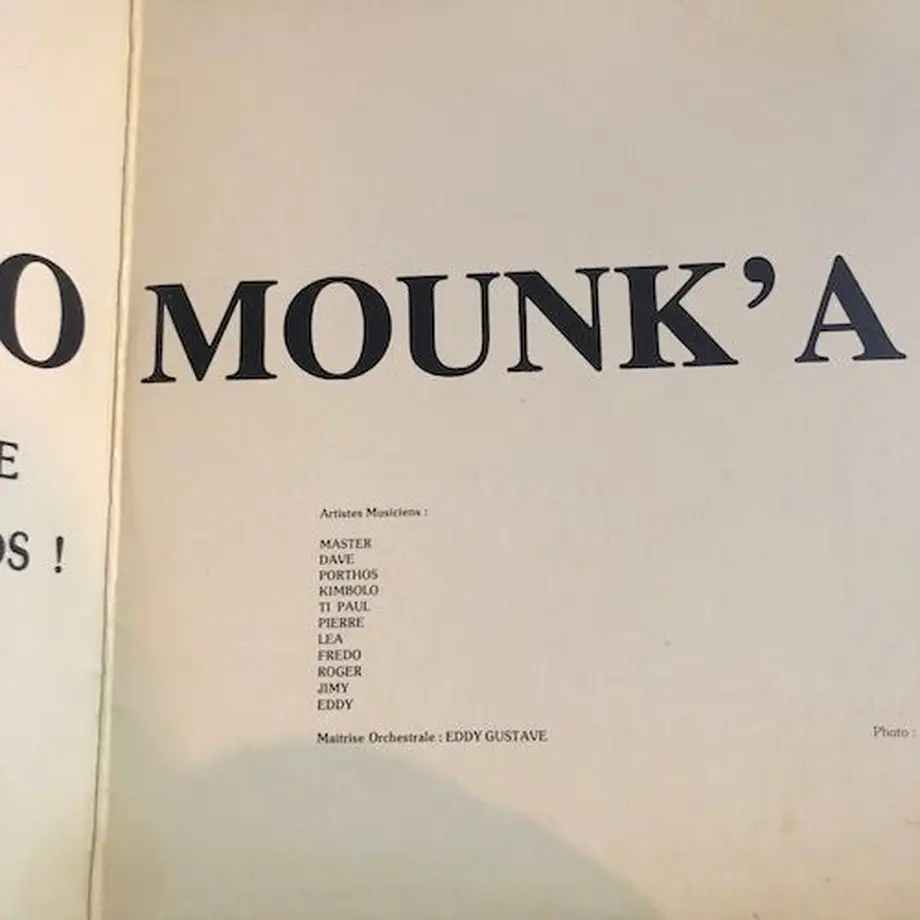 O MOUNK’A
E
OS !
Artistes Musiciens :
MASTER
DAVE
PORTHOS
KIMBOLO
TI PAUL
PIERRE
LEA
FREDO
ROGER
JIMY
EDDY
Maitrise Orchestrale : EDDY GUSTAVE
Photo :